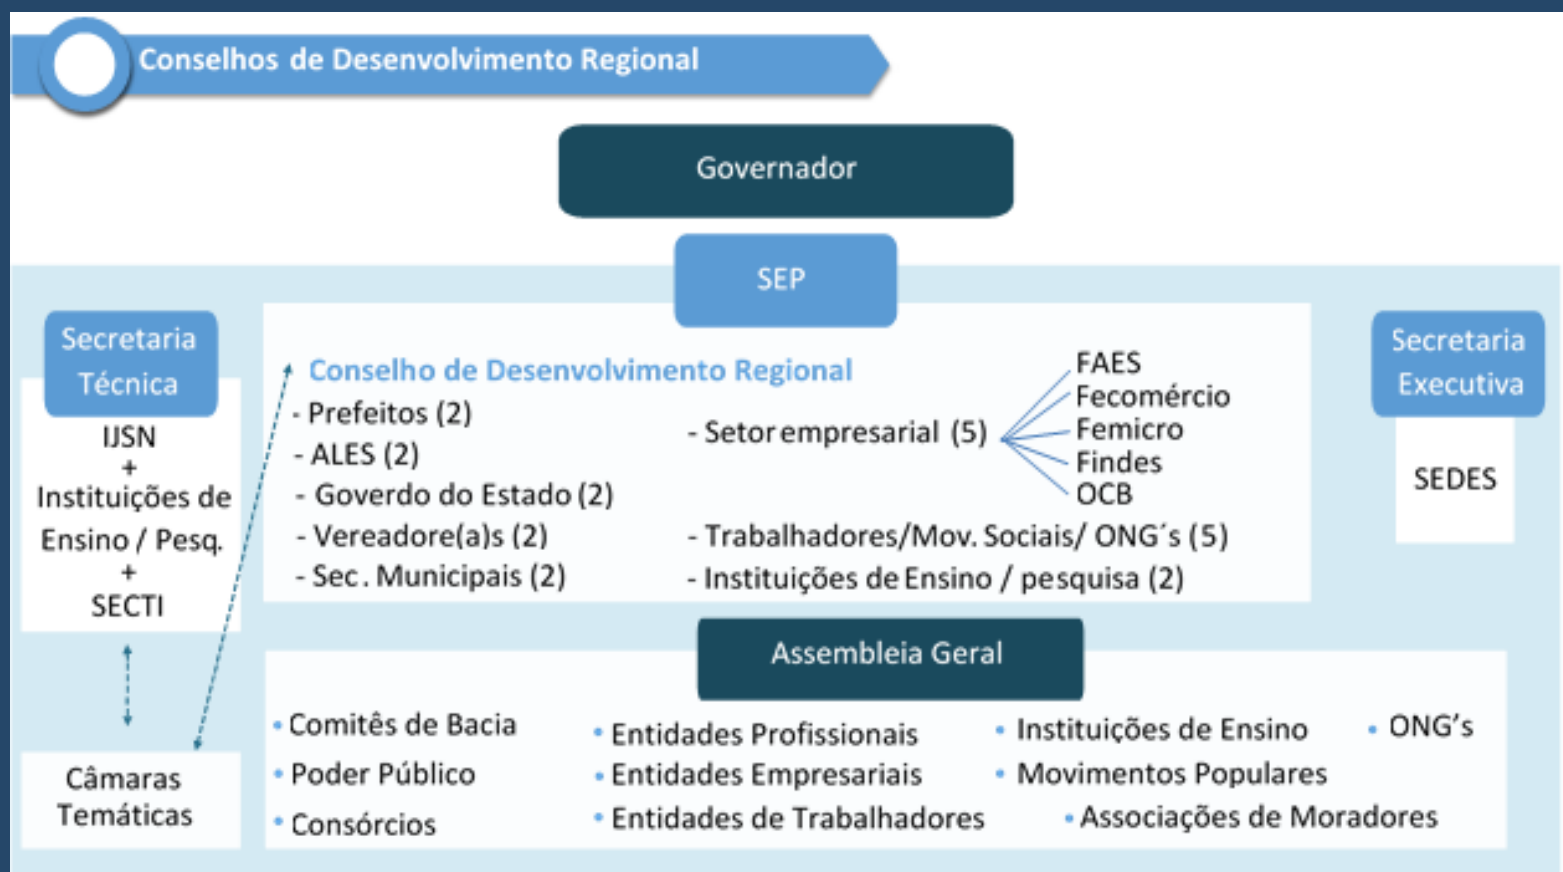 Conselhos de Desenvolvimento Regional
Governador
SEP
Secretaria
Técnica
IJSN
+
Instituições de
Ensino / Pesq.
+
SECTI
Câmaras
Temáticas
Conselho de Desenvolvimento Regional
- Prefeitos (2)
- ALES (2)
- Goverdo do Estado (2)
- Vereadore(a)s (2)
- Sec. Municipais (2)
- Setor empresarial (5)
FAES
Fecomércio
Femicro
Findes
OCB
- Trabalhadores/Mov. Sociais/ ONG´s (5)
- Instituições de Ensino / pesquisa (2)
Secretaria
Executiva
SEDES
Assembleia Geral
• Comitês de Bacia
• Poder Público
• Consórcios
• Entidades Profissionais
• Entidades Empresariais
• Entidades de Trabalhadores
• Instituições de Ensino
• Movimentos Populares
• Associações de Moradores
• ONG’s